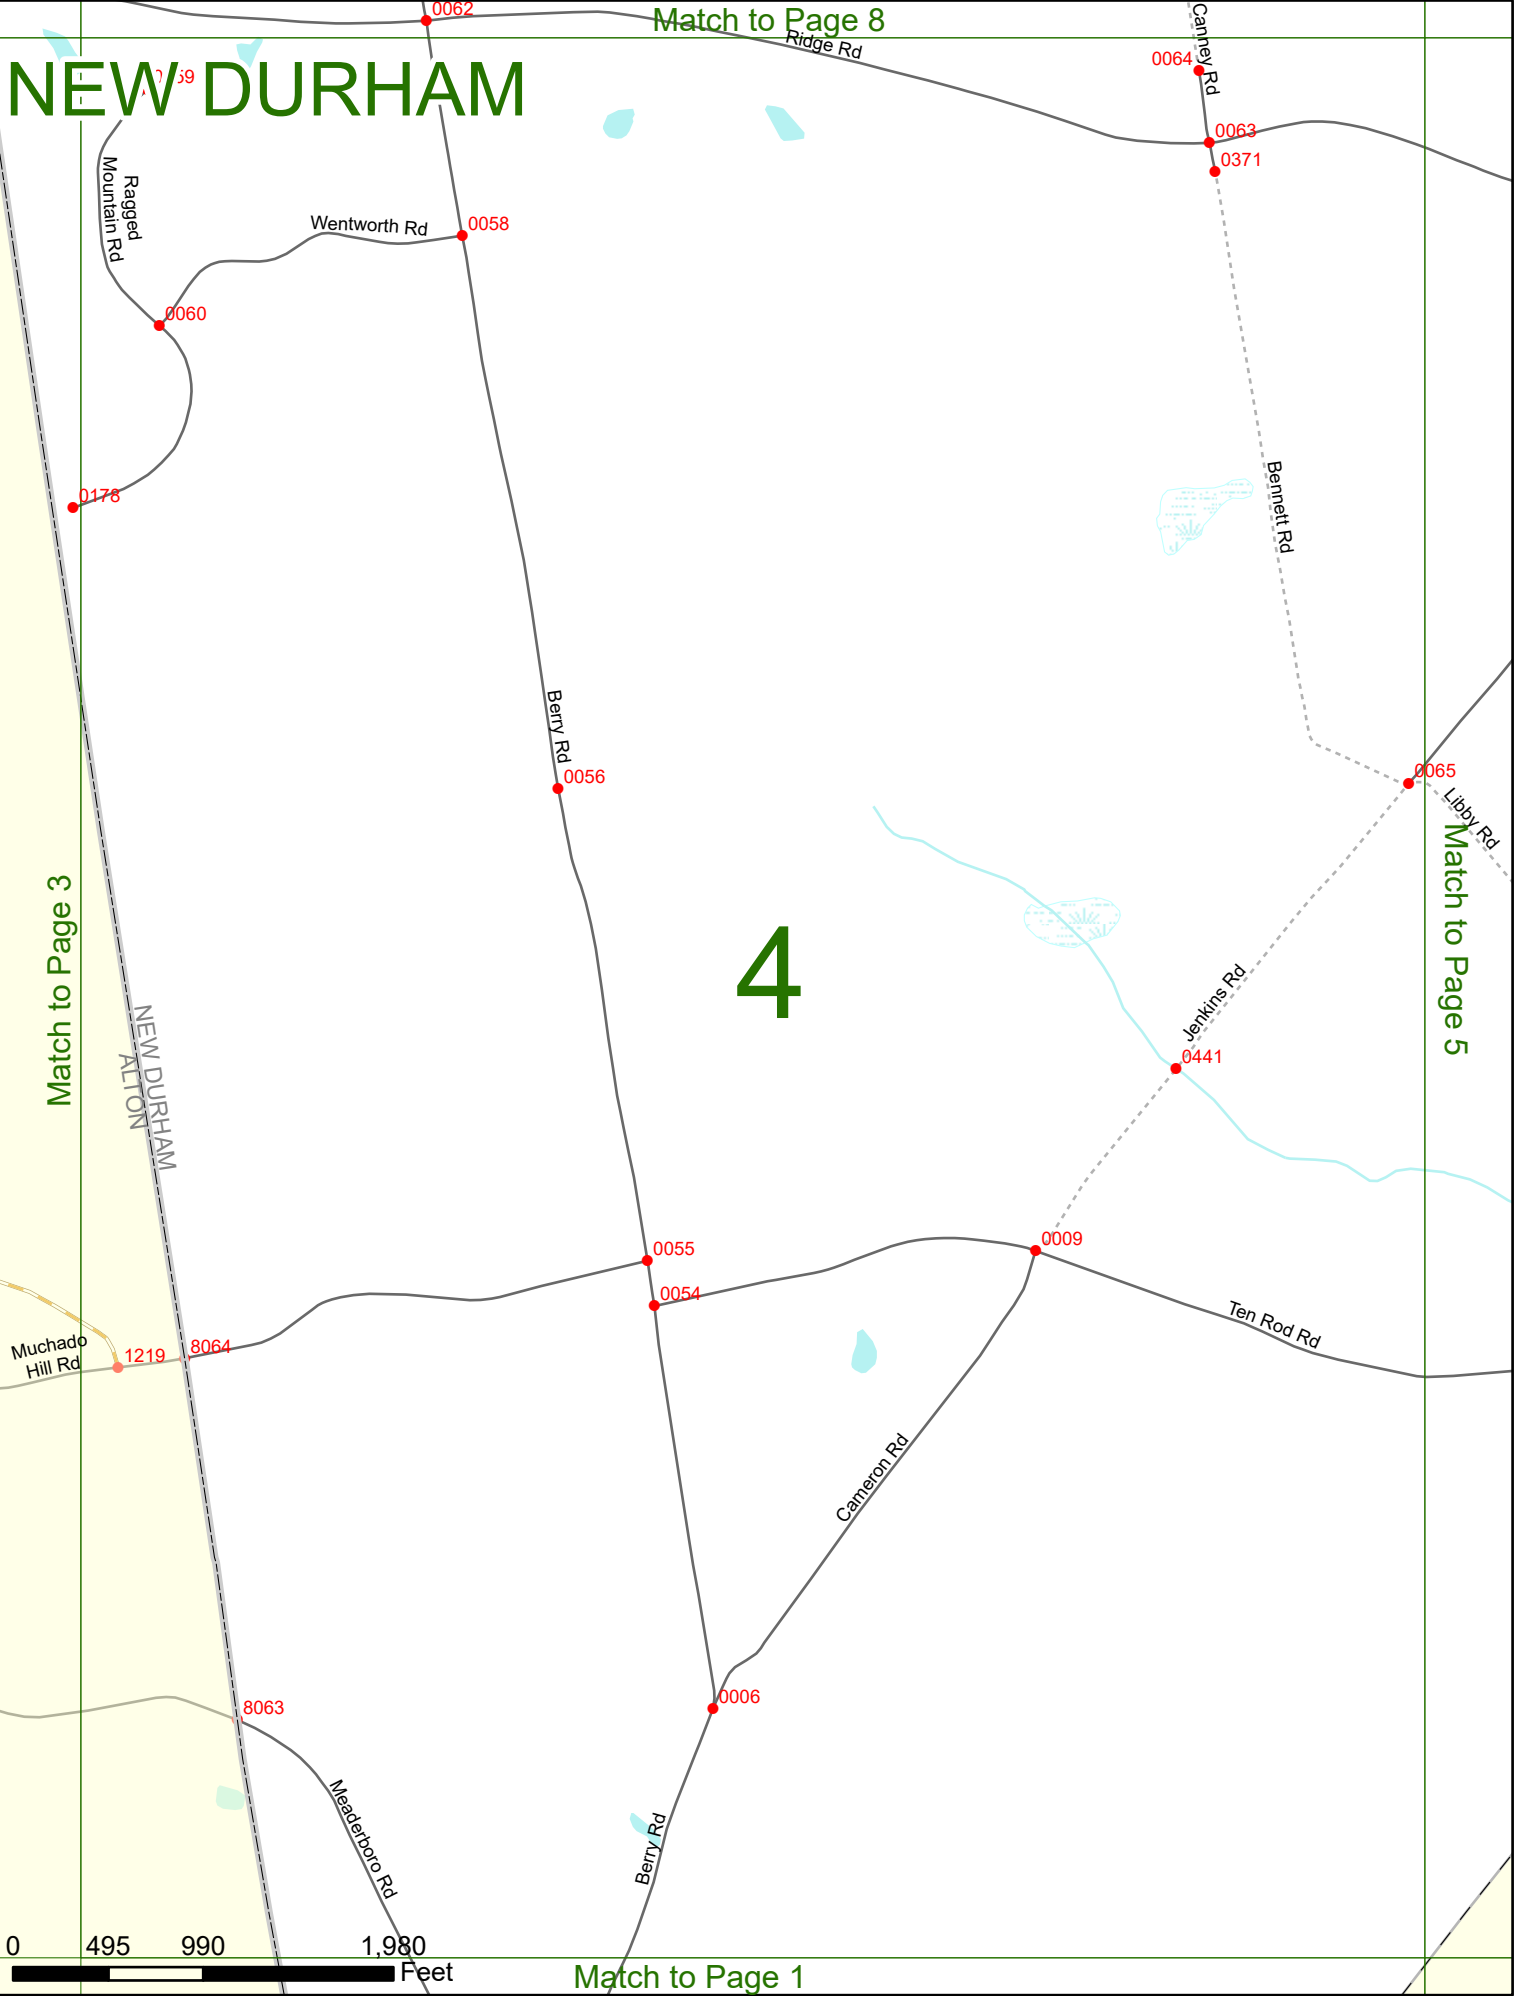 0062
Match to Page 8
Ridge Rd
Canney Rd
0064
NEW DURHAM
59
0063
0371
Ragged
Mountain Rd
Wentworth Rd
0058
0060
0178
Bennett Rd
Berry Rd
0056
0065
Libby Rd
Match to Page 3
4
Match to Page 5
Jenkins Rd
NEW DURHAM
ALTON
0441
0009
0055
0054
Ten Rod Rd
Muchado
Hill Rd
1219
8064
Cameron Rd
0006
8063
Meaderboro Rd
Berry Rd
0 495 990 1,980
Feet
Match to Page 1